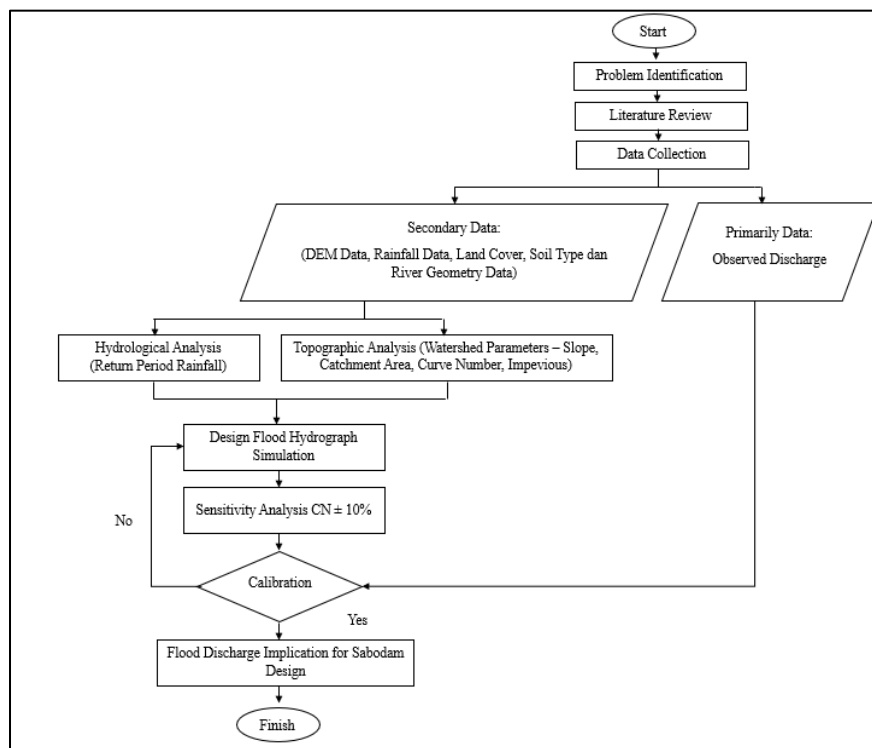 Start
Problem Identification
Literature Review
Data Collection
Secondary Data:
(DEM Data, Rainfall Data, Land Cover, Soil Type dan
River Geometry Data)
Primarily Data:
Observed Discharge
Hydrological Analysis
(Return Period Rainfall)
Topographic Analysis (Watershed Parameters – Slope,
Catchment Area, Curve Number, Impevious)
Design Flood Hydrograph
Simulation
Sensitivity Analysis CN ± 10%
No
Calibration
Yes
Flood Discharge Implication for Sabodam
Design
Finish